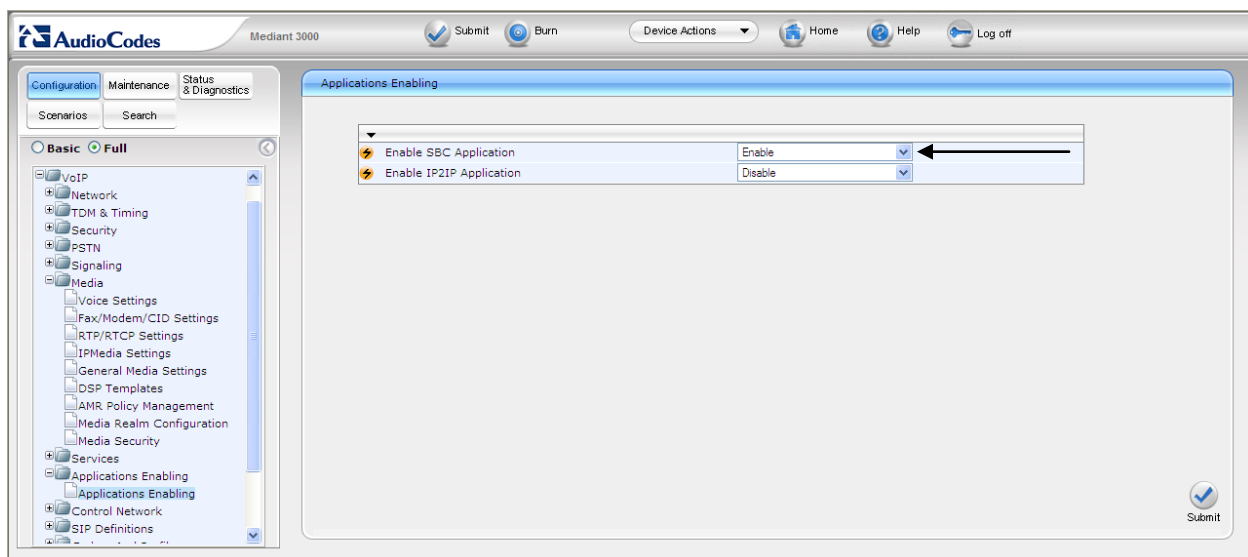 AudioCodes
Mediant 3000
Submit
Burn
Device Actions
Home
Help
Log off
Configuration
Maintenance
Status
& Diagnostics
Scenarios
Search
Basic
Full
VoIP
Network
TDM & Timing
Security
PSTN
Signaling
Media
Voice Settings
Fax/Modem/CID Settings
RTP/RTCP Settings
IPMedia Settings
General Media Settings
DSP Templates
AMR Policy Management
Media Realm Configuration
Media Security
Services
Applications Enabling
Applications Enabling
Control Network
SIP Definitions
Applications Enabling
Enable SBC Application
Enable
Enable IP2IP Application
Disable
Submit